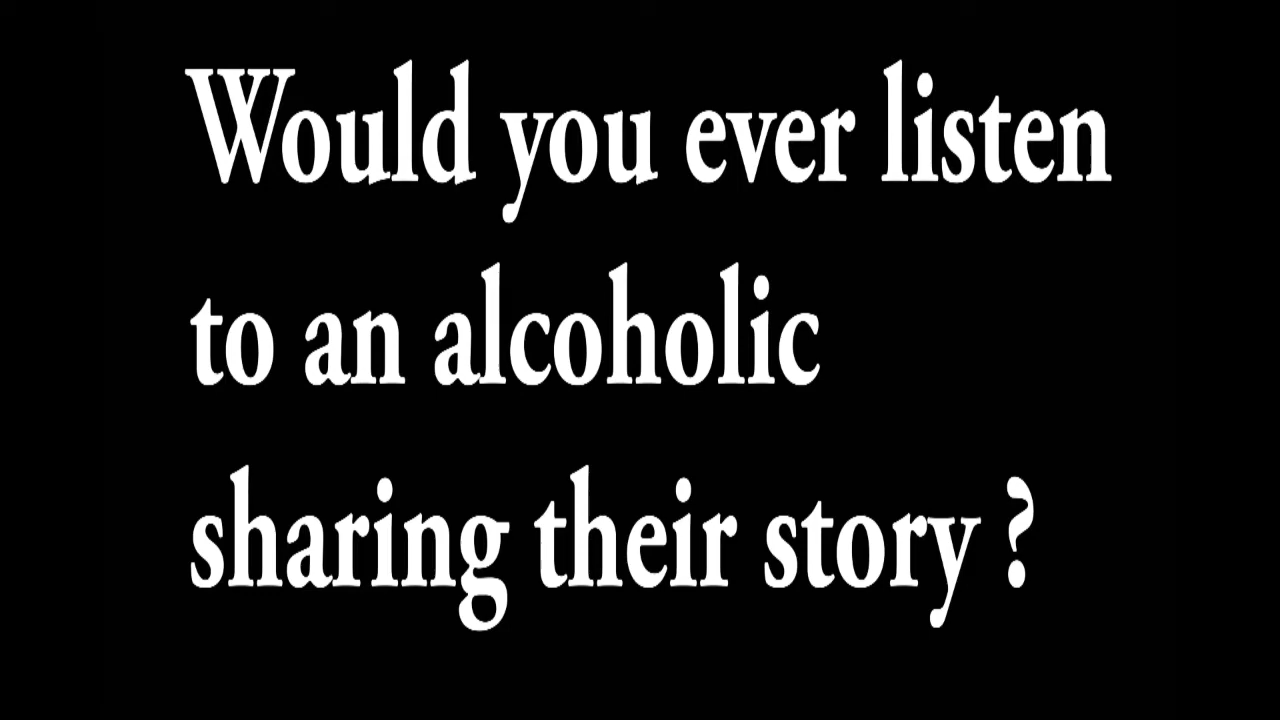 Would you ever listen
to an alcoholic
sharing their story ?